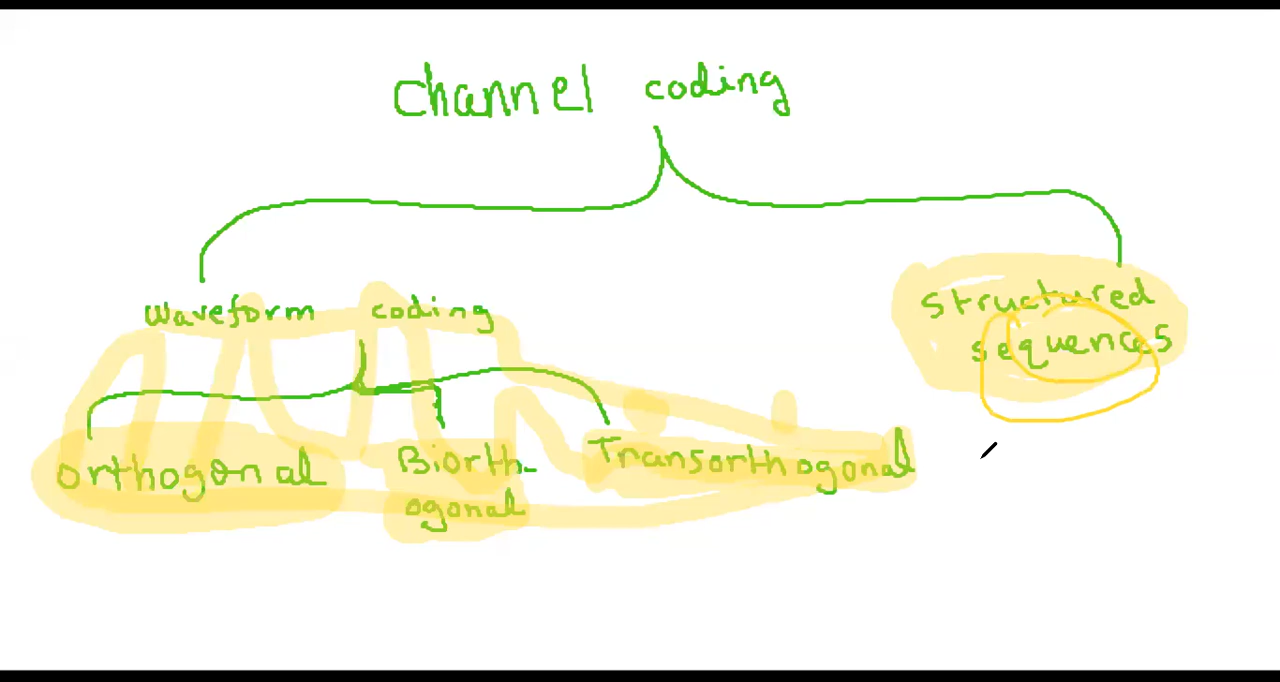 Channel coding
Waveform coding
Structured
sequences
orthogonal
Biorth-
ogonal
Transorthogonal